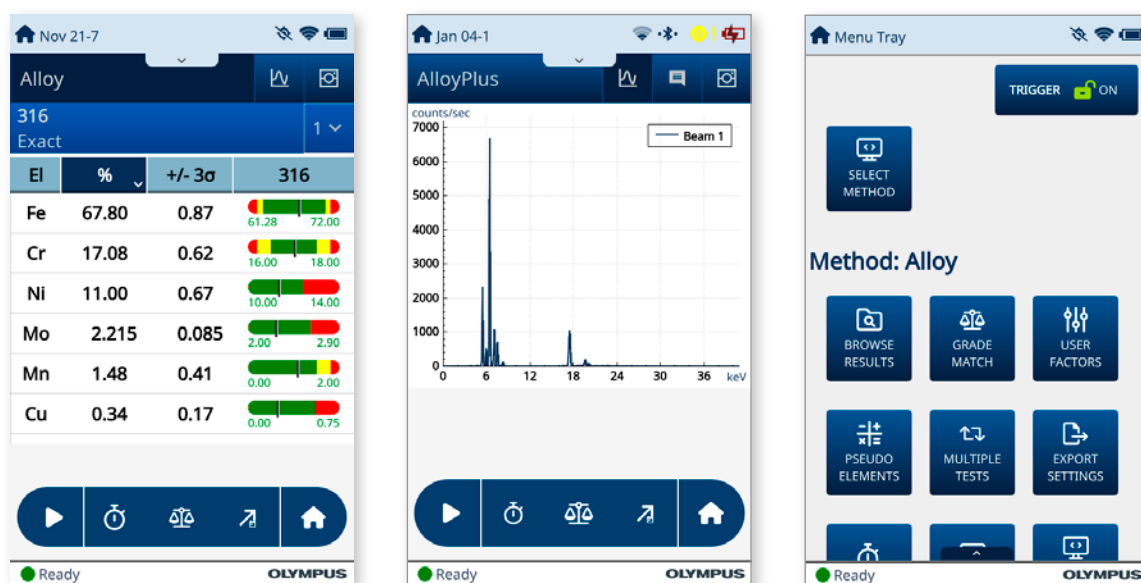 Nov 21-7
Alloy
316
Exact
1
El % +/- 3σ 316
Fe 67.80 0.87 61.28 72.00
Cr 17.08 0.62 16.00 18.00
Ni 11.00 0.67 10.00 14.00
Mo 2.215 0.085 2.00 2.90
Mn 1.48 0.41 0.00 2.00
Cu 0.34 0.17 0.00 0.75
Ready OLYMPUS
Jan 04-1
AlloyPlus
counts/sec
7000
Beam 1
6000
5000
4000
3000
2000
1000
0
0 6 12 18 24 30 36 keV
Ready OLYMPUS
Menu Tray
TRIGGER ON
SELECT
METHOD
Method: Alloy
BROWSE
RESULTS
GRADE
MATCH
USER
FACTORS
PSEUDO
ELEMENTS
MULTIPLE
TESTS
EXPORT
SETTINGS
Ready OLYMPUS